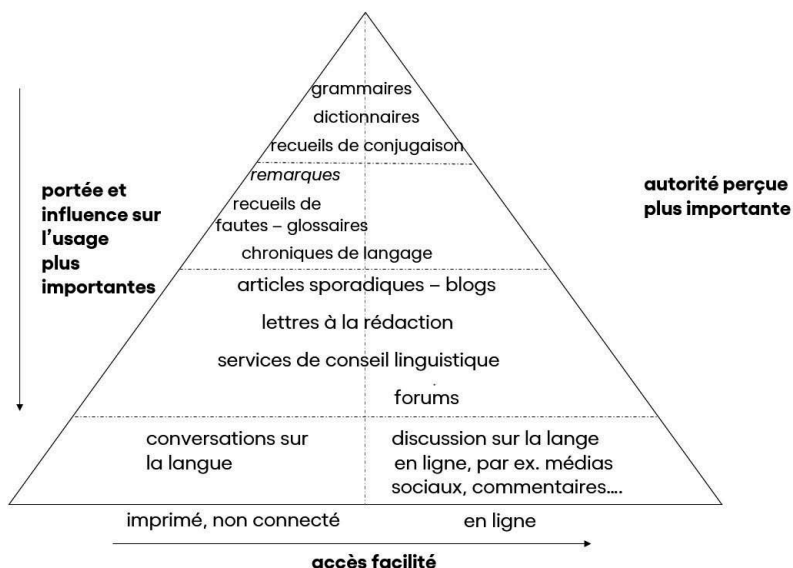 grammaires
dictionnaires
recueils de conjugaison
remarques
recueils de
fautes – glossaires
chroniques de langage
articles sporadiques – blogs
lettres à la rédaction
services de conseil linguistique
forums
conversations sur
la langue
discussion sur la lange
en ligne, par ex. médias
sociaux, commentaires....
portée et
influence sur
l'usage
plus
importantes
autorité perçue
plus importante
imprimé, non connecté
en ligne
accès facilité